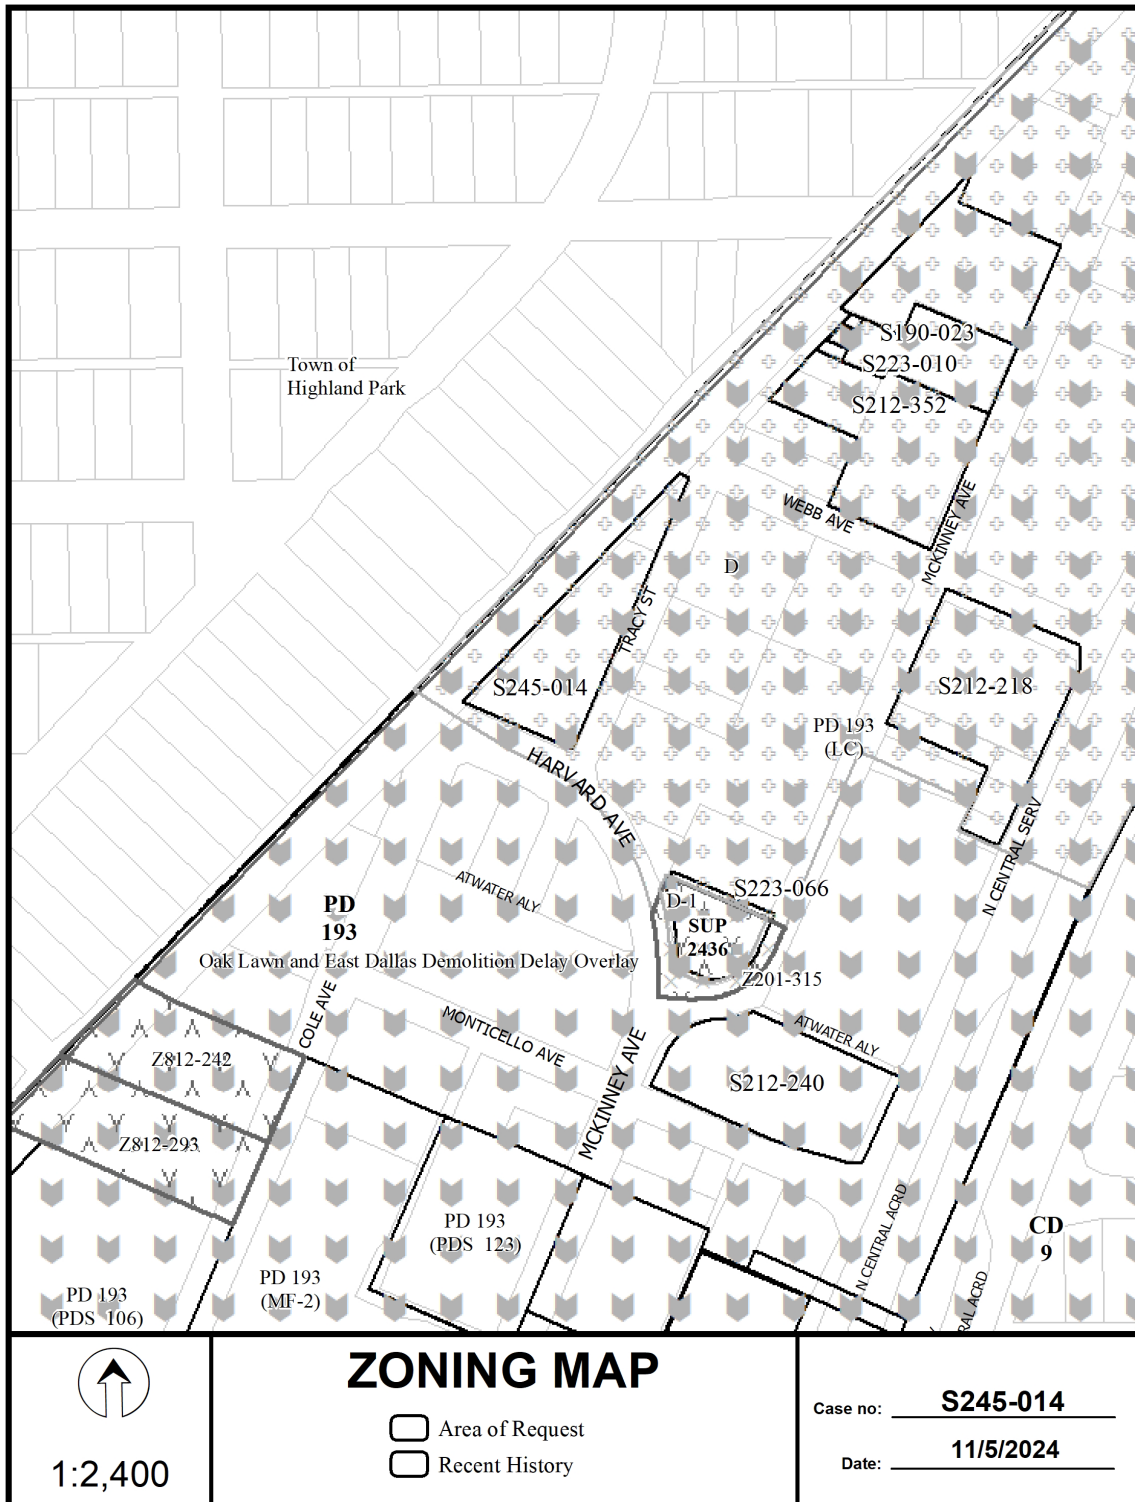 S190-023
S223-010
S212-352
Town of
Highland Park
WEBB AVE
MCKINNEY AVE
D
TRACY ST
S245-014
S212-218
PD 193
(LC)
HARVARD AVE
N CENTRAL SERV
ATWATER ALY
S223-066
D-1
PD
193
SUP
2436
Oak Lawn and East Dallas Demolition Delay Overlay
Z201-315
COLE AVE
MONTICELLO AVE
MCKINNEY AVE
ATWATER ALY
Z812-242
S212-240
Z812-293
N CENTRAL ACRD
PD 193
(PDS 123)
CD
9
PD 193
(MF-2)
PD 193
(PDS 106)
RAL ACRD
ZONING MAP
Area of Request
Recent History
1:2,400
Case no: S245-014
Date: 11/5/2024